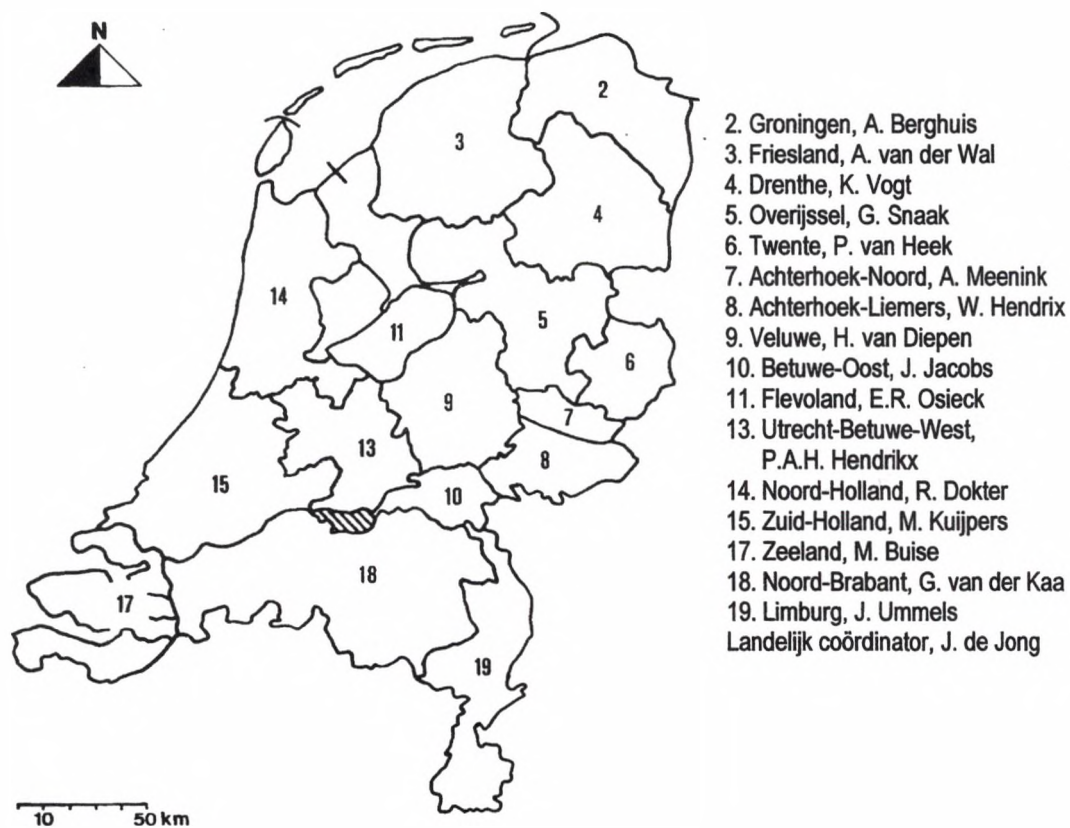 N
2
3
4
14
5
11
6
9
7
13
8
15
10
18
17
19
10 50 km
2. Groningen, A. Berghuis
3. Friesland, A. van der Wal
4. Drenthe, K. Vogt
5. Overijssel, G. Snaak
6. Twente, P. van Heek
7. Achterhoek-Noord, A. Meenink
8. Achterhoek-Liemers, W. Hendrix
9. Veluwe, H. van Diepen
10. Betuwe-Oost, J. Jacobs
11. Flevoland, E.R. Osieck
13. Utrecht-Betuwe-West,
P.A.H. Hendrikx
14. Noord-Holland, R. Dokter
15. Zuid-Holland, M. Kuijpers
17. Zeeland, M. Buise
18. Noord-Brabant, G. van der Kaa
19. Limburg, J. Ummels
Landelijk coördinator, J. de Jong